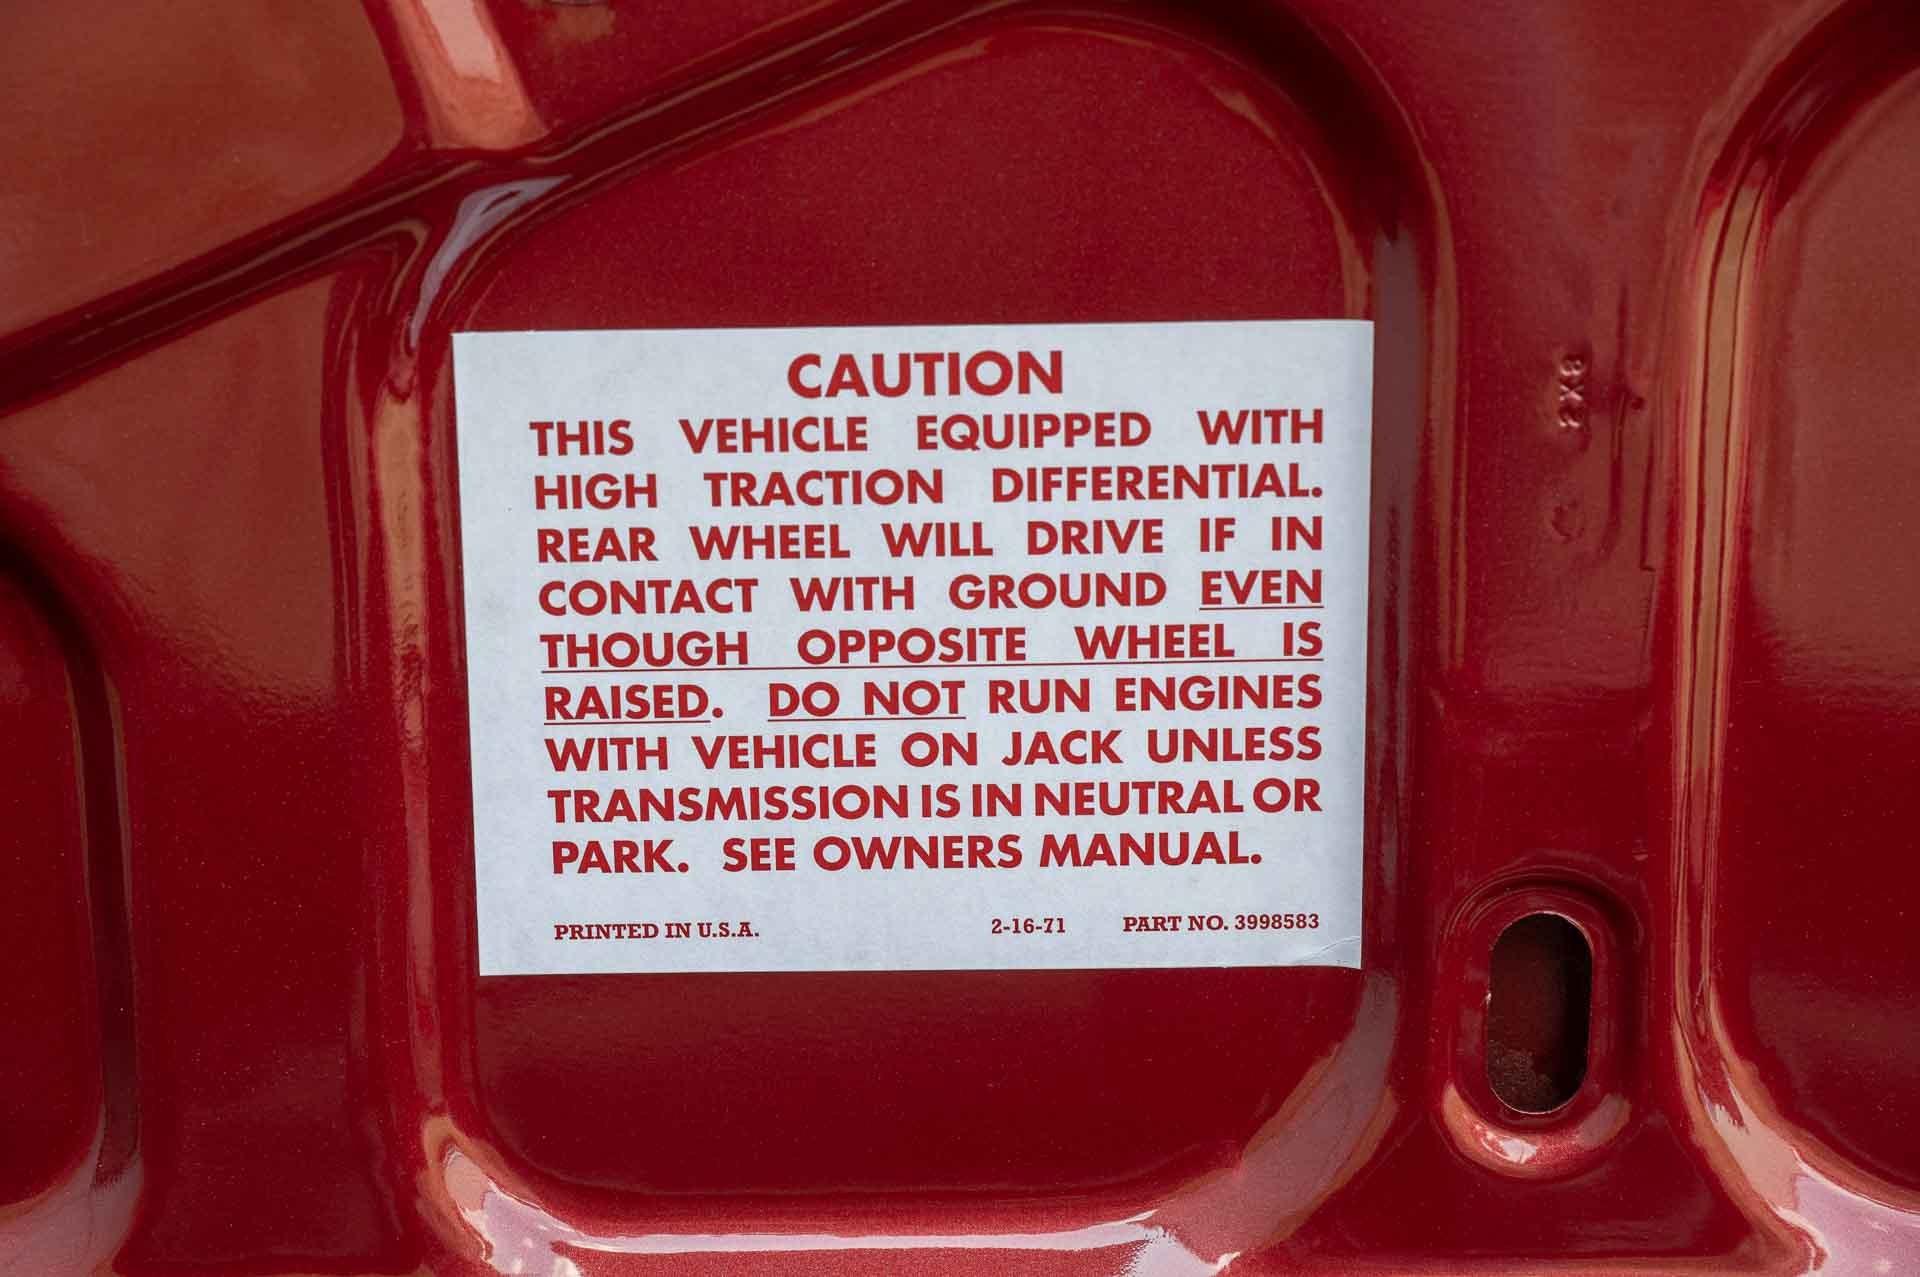 CAUTION
THIS VEHICLE EQUIPPED WITH
HIGH TRACTION DIFFERENTIAL.
REAR WHEEL WILL DRIVE IF IN
CONTACT WITH GROUND EVEN
THOUGH OPPOSITE WHEEL IS
RAISED. DO NOT RUN ENGINES
WITH VEHICLE ON JACK UNLESS
TRANSMISSION IS IN NEUTRAL OR
PARK. SEE OWNERS MANUAL.
PRINTED IN U.S.A. 2-16-71 PART NO. 3998583